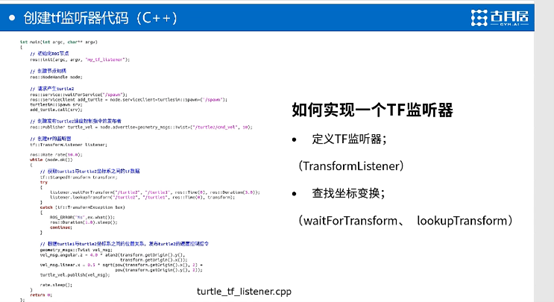 • 创建tf监听器代码（C++）
古月居
GYH.AI
int main(int argc, char** argv)
{
// 初始化ROS节点
ros::init(argc, argv, "my_tf_listener");
// 创建节点句柄
ros::NodeHandle node;
// 请求产生turtle2
ros::service::waitForService("/spawn");
ros::ServiceClient add_turtle = node.serviceClient<turtlesim::Spawn>("/spawn");
turtlesim::Spawn srv;
add_turtle.call(srv);
// 创建发布turtle2速度控制指令的发布者
ros::Publisher turtle_vel = node.advertise<geometry_msgs::Twist>("/turtle2/cmd_vel", 10);
// 创建tf的监听器
tf::TransformListener listener;
ros::Rate rate(10.0);
while (node.ok())
{
// 获取turtle1与turtle2坐标系之间的tf数据
tf::StampedTransform transform;
try
{
listener.waitForTransform("/turtle2", "/turtle1", ros::Time(0), ros::Duration(3.0));
listener.lookupTransform("/turtle2", "/turtle1", ros::Time(0), transform);
}
catch (tf::TransformException &ex)
{
ROS_ERROR("%s",ex.what());
ros::Duration(1.0).sleep();
continue;
}
// 根据turtle1与turtle2坐标系之间的位置关系，发布turtle2的速度控制指令
geometry_msgs::Twist vel_msg;
vel_msg.angular.z = 4.0 * atan2(transform.getOrigin().y(),
transform.getOrigin().x());
vel_msg.linear.x = 0.5 * sqrt(pow(transform.getOrigin().x(), 2) +
pow(transform.getOrigin().y(), 2));
turtle_vel.publish(vel_msg);
rate.sleep();
}
return 0;
};
turtle_tf_listener.cpp
如何实现一个TF监听器
• 定义TF监听器；
（TransformListener）
• 查找坐标变换；
（waitForTransform、 lookupTransform）